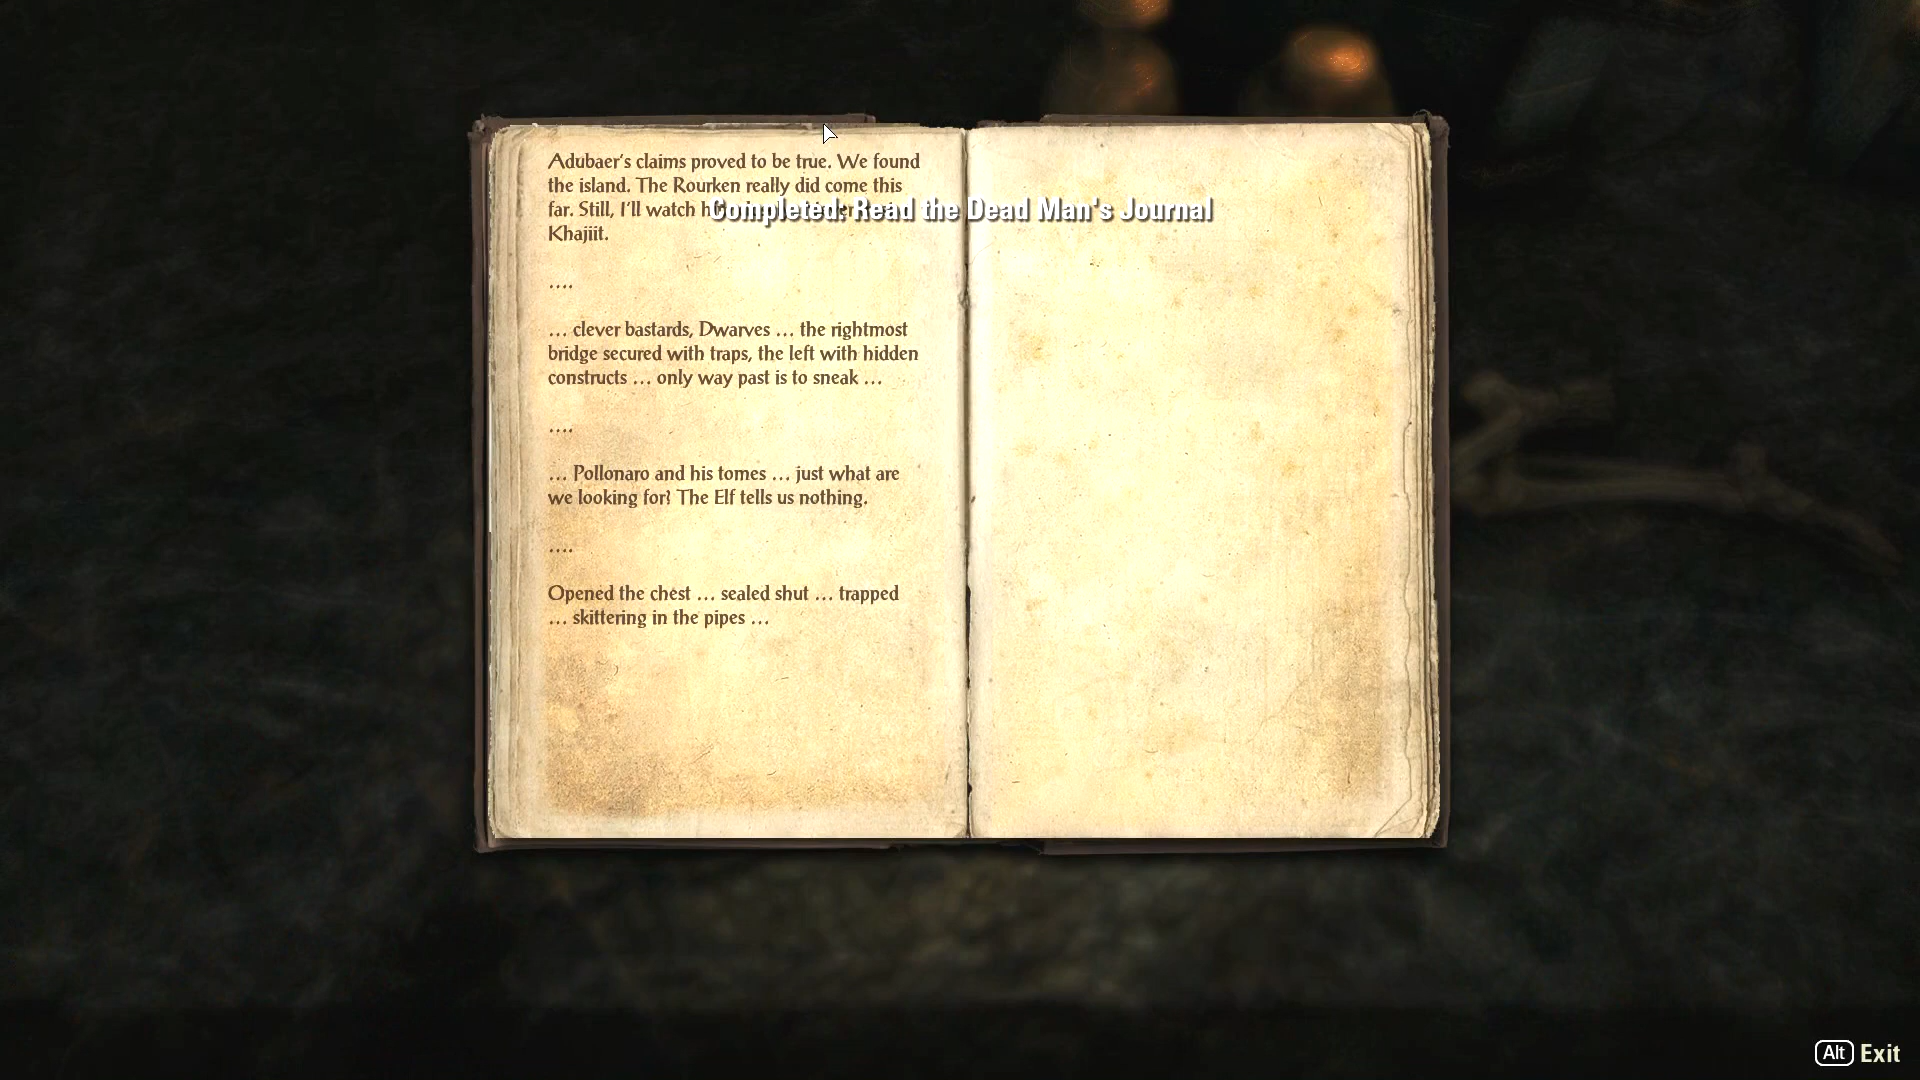 Adubaer's claims proved to be true. We found
the island. The Rourken really did come this
far. Still, I'll watch
Completed: Read the Dead Man's Journal
Khajiit.
....
... clever bastards, Dwarves ... the rightmost
bridge secured with traps, the left with hidden
constructs ... only way past is to sneak ...
....
... Pollonaro and his tomes ... just what are
we looking for? The Elf tells us nothing.
....
Opened the chest ... sealed shut ... trapped
... skittering in the pipes ...
Alt Exit